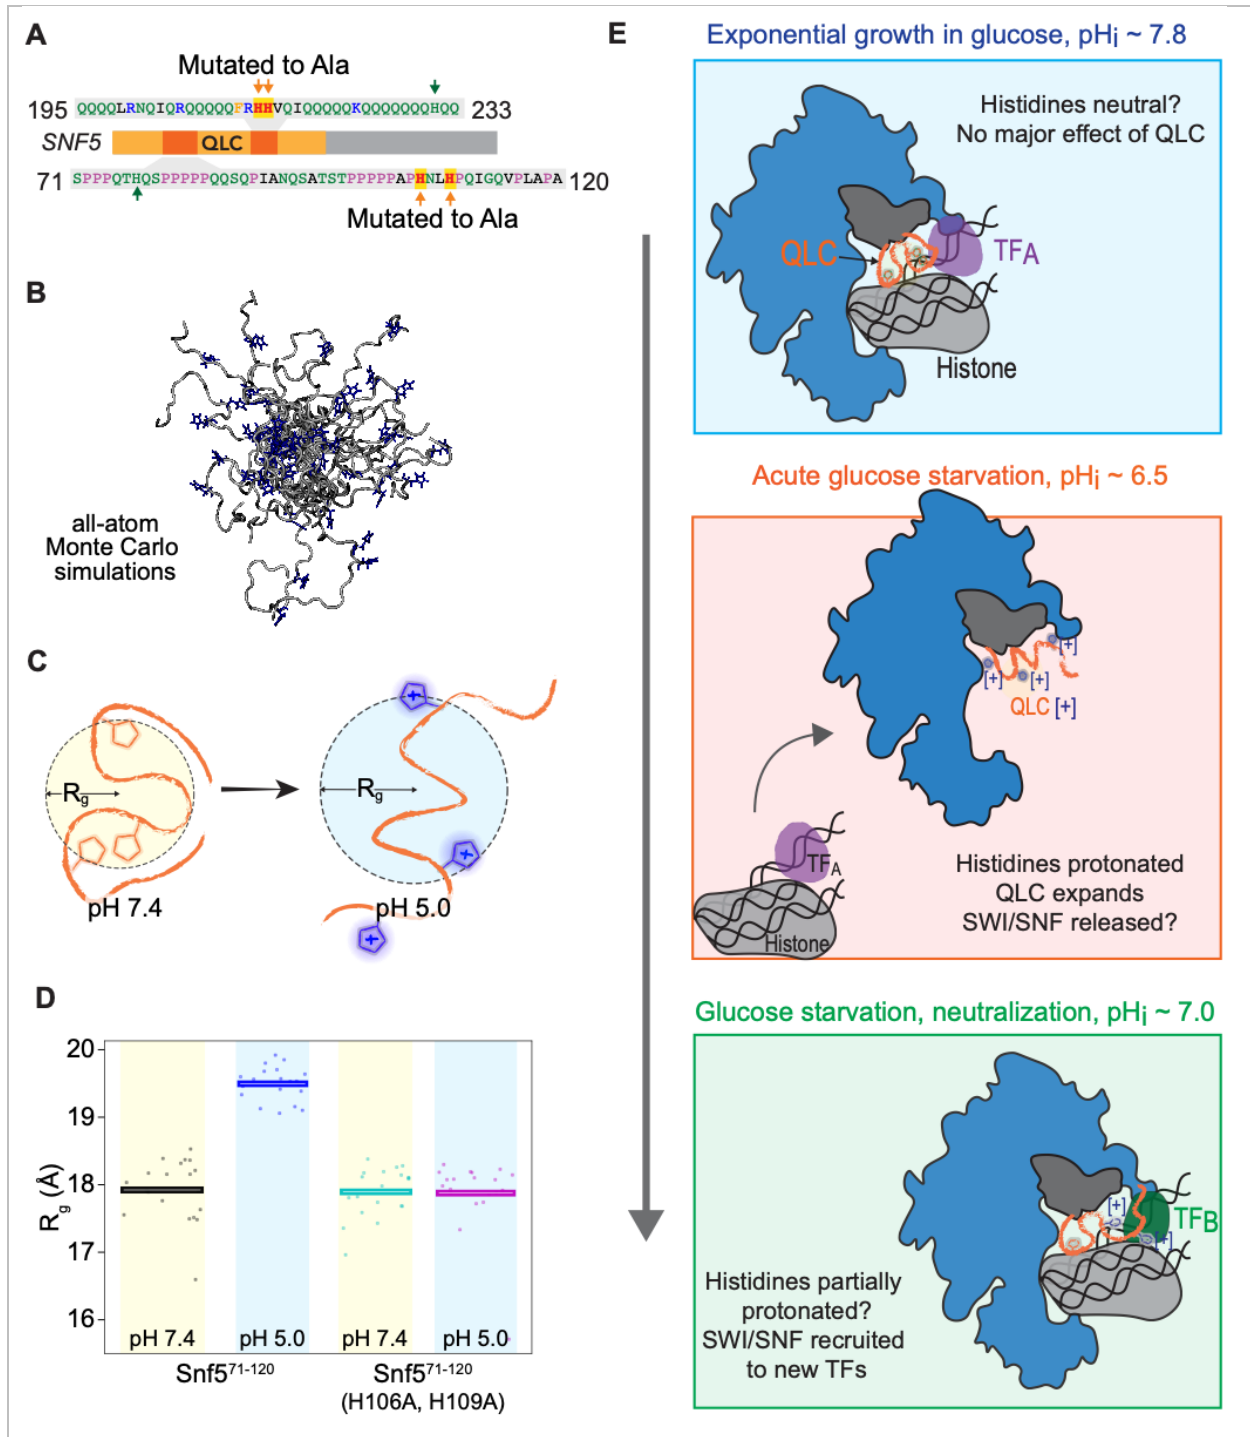 A
Mutated to Ala
195 QQQQLRNQIQRQQQQQFRHHVQIQQQQQKQQQQQQQHQQ 233
SNF5 QLC
71 SPPPQTHQSPPPPPQQSQPIANQSATSTPPPPPAPHNLHPQIGQVPLAPA 120
Mutated to Ala
B
all-atom
Monte Carlo
simulations
C
Rg
Rg
+
+
+
pH 7.4
pH 5.0
D
Rg (Å)
20
19
18
17
16
pH 7.4 pH 5.0 pH 7.4 pH 5.0
Snf5⁷¹⁻¹²⁰
Snf5⁷¹⁻¹²⁰
(H106A, H109A)
E
Exponential growth in glucose, pHi ~ 7.8
Histidines neutral?
No major effect of QLC
QLC
TFA
Histone
Acute glucose starvation, pHi ~ 6.5
[+]
[+]
[+]
QLC [+]
TFA
Histone
Histidines protonated
QLC expands
SWI/SNF released?
Glucose starvation, neutralization, pHi ~ 7.0
[+]
TFB
[+]
Histidines partially
protonated?
SWI/SNF recruited
to new TFs